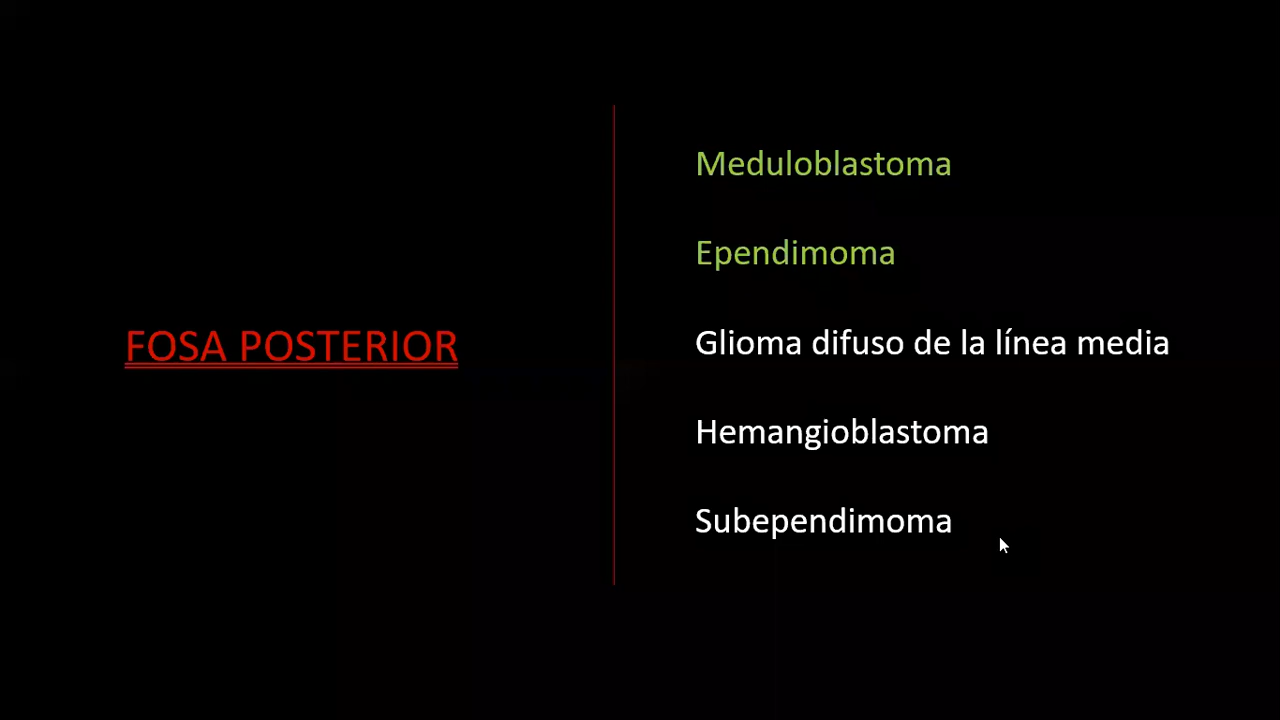 FOSA POSTERIOR
Meduloblastoma
Ependimoma
Glioma difuso de la línea media
Hemangioblastoma
Subependimoma